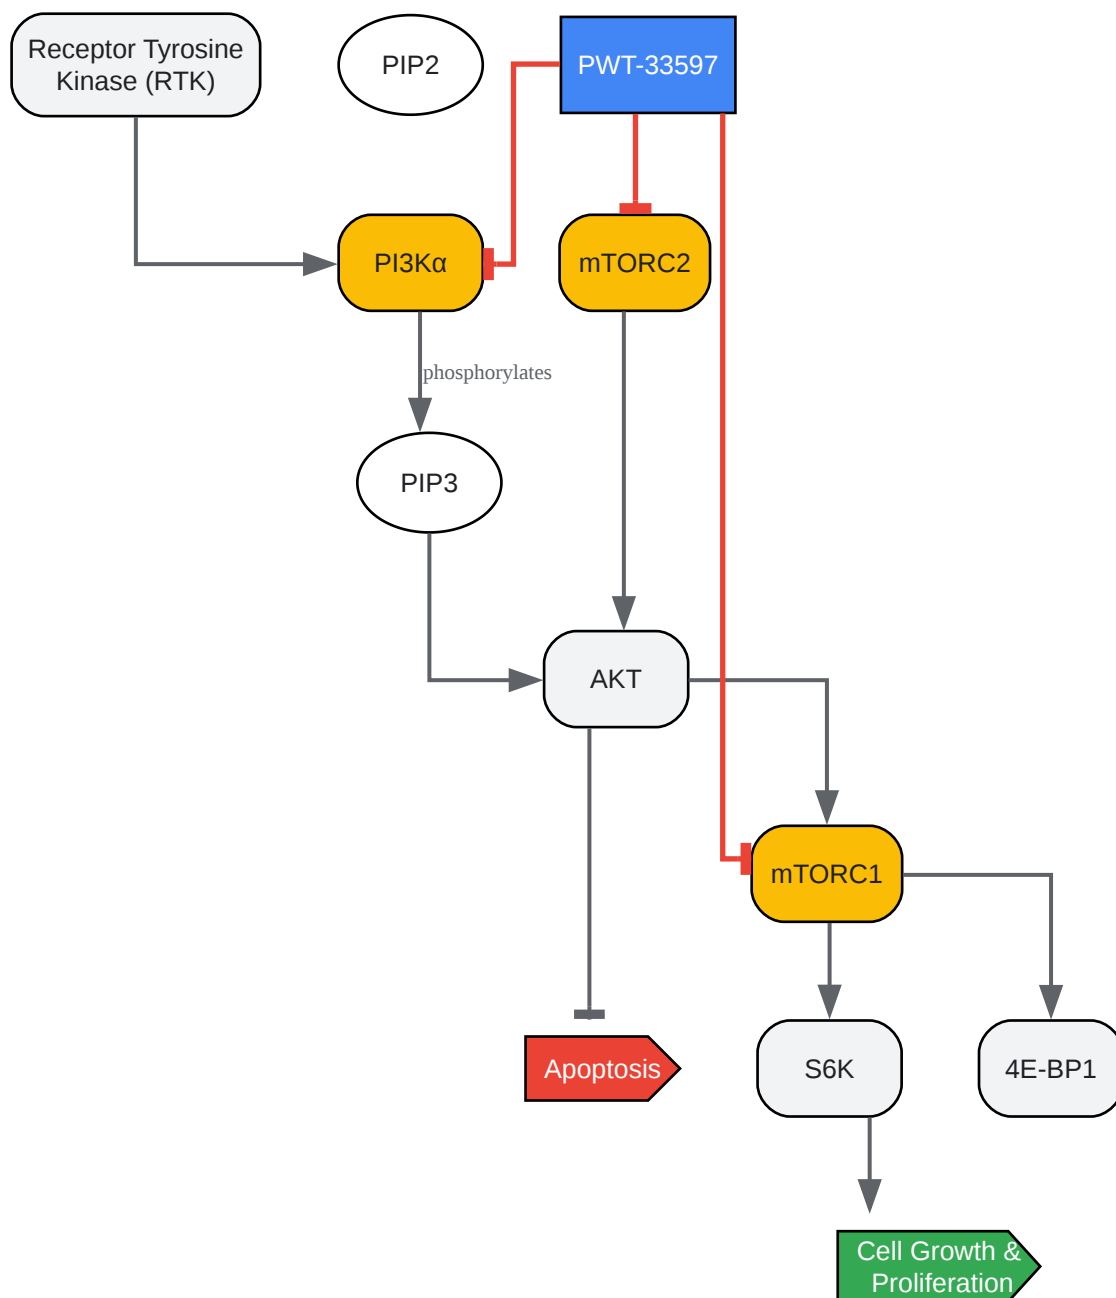 Receptor Tyrosine
Kinase (RTK)
PIP2
PWT-33597
PI3Kα
mTORC2
phosphorylates
PIP3
AKT
mTORC1
Apoptosis
S6K
4E-BP1
Cell Growth &
Proliferation